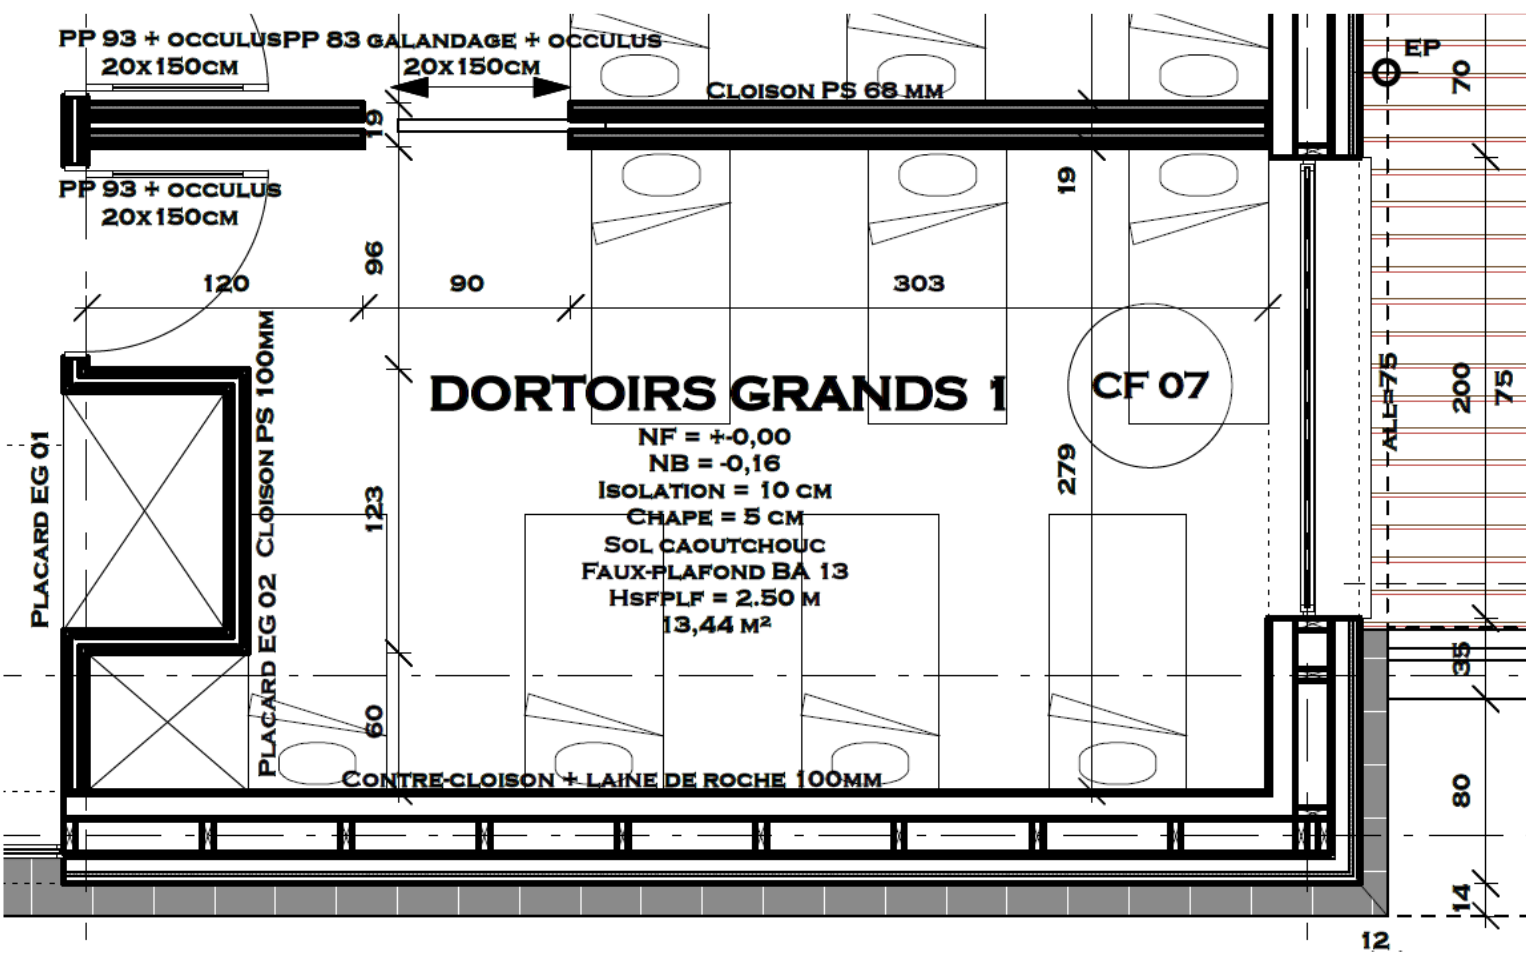 PP 93 + OCCULUS
20X150CM
PP 83 GALANDAGE + OCCULUS
20X150CM
EP
70
CLOISON PS 68 MM
19
PP 93 + OCCULUS
20X150CM
19
96
120
90
303
CLOISON PS 100MM
DORTOIRS GRANDS 1
CF 07
ALL=75
200
75
NF = +-0,00
NB = -0,16
ISOLATION = 10 CM
CHAPE = 5 CM
SOL CAOUTCHOUC
FAUX-PLAFOND BA 13
HSFPLF = 2.50 M
13,44 M²
279
123
PLACARD EG 01
PLACARD EG 02
60
35
CONTRE-CLOISON + LAINE DE ROCHE 100MM
80
14
12